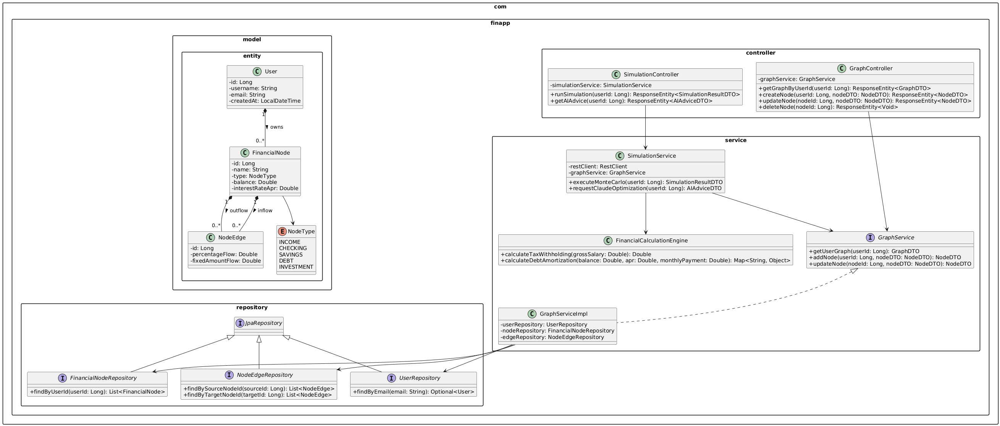 com
finapp
model
entity
C User
-id: Long
-username: String
-email: String
-createdAt: LocalDateTime
1
owns
0..*
C FinancialNode
-id: Long
-name: String
-type: NodeType
-balance: Double
-interestRateApr: Double
1
1
outflow
inflow
0..*
0..*
C NodeEdge
-id: Long
-percentageFlow: Double
-fixedAmountFlow: Double
E NodeType
INCOME
CHECKING
SAVINGS
DEBT
INVESTMENT
controller
C SimulationController
-simulationService: SimulationService
+runSimulation(userId: Long): ResponseEntity<SimulationResultDTO>
+getAIAdvice(userId: Long): ResponseEntity<AIAdviceDTO>
C GraphController
-graphService: GraphService
+getGraphByUserId(userId: Long): ResponseEntity<GraphDTO>
+createNode(userId: Long, nodeDTO: NodeDTO): ResponseEntity<NodeDTO>
+updateNode(nodeId: Long, nodeDTO: NodeDTO): ResponseEntity<NodeDTO>
+deleteNode(nodeId: Long): ResponseEntity<Void>
service
C SimulationService
-restClient: RestClient
-graphService: GraphService
+executeMonteCarlo(userId: Long): SimulationResultDTO
+requestClaudeOptimization(userId: Long): AIAdviceDTO
C FinancialCalculationEngine
+calculateTaxWithholding(grossSalary: Double): Double
+calculateDebtAmortization(balance: Double, apr: Double, monthlyPayment: Double): Map<String, Object>
I GraphService
+getUserGraph(userId: Long): GraphDTO
+addNode(userId: Long, nodeDTO: NodeDTO): NodeDTO
+updateNode(nodeId: Long, nodeDTO: NodeDTO): NodeDTO
C GraphServiceImpl
-userRepository: UserRepository
-nodeRepository: FinancialNodeRepository
-edgeRepository: NodeEdgeRepository
repository
I JpaRepository
I FinancialNodeRepository
+findByUserId(userId: Long): List<FinancialNode>
I NodeEdgeRepository
+findBySourceNodeId(sourceId: Long): List<NodeEdge>
+findByTargetNodeId(targetId: Long): List<NodeEdge>
I UserRepository
+findByEmail(email: String): Optional<User>